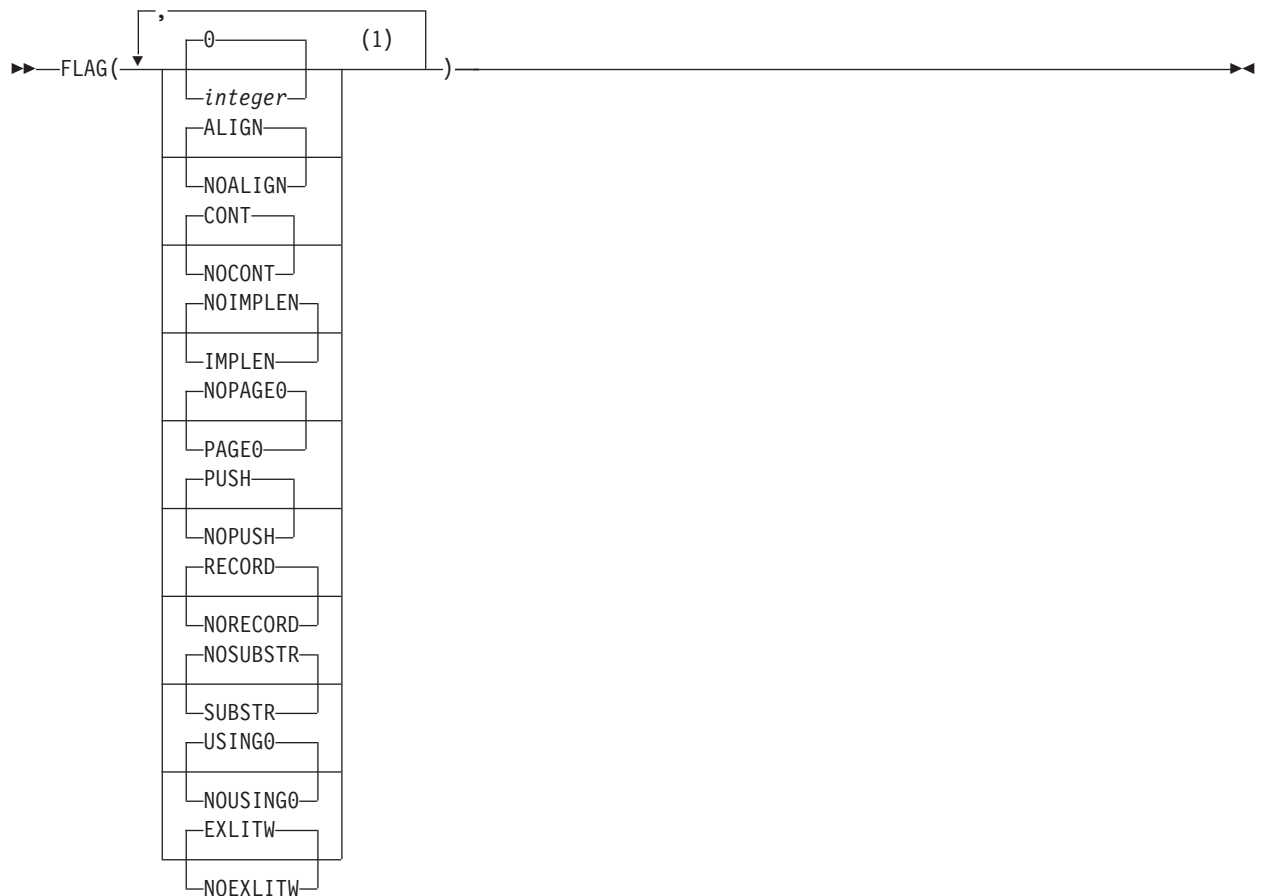 ,
0 (1)
FLAG( )
integer
ALIGN
NOALIGN
CONT
NOCONT
NOIMPLEN
IMPLEN
NOPAGE0
PAGE0
PUSH
NOPUSH
RECORD
NORECORD
NOSUBSTR
SUBSTR
USING0
NOUSING0
EXLITW
NOEXLITW